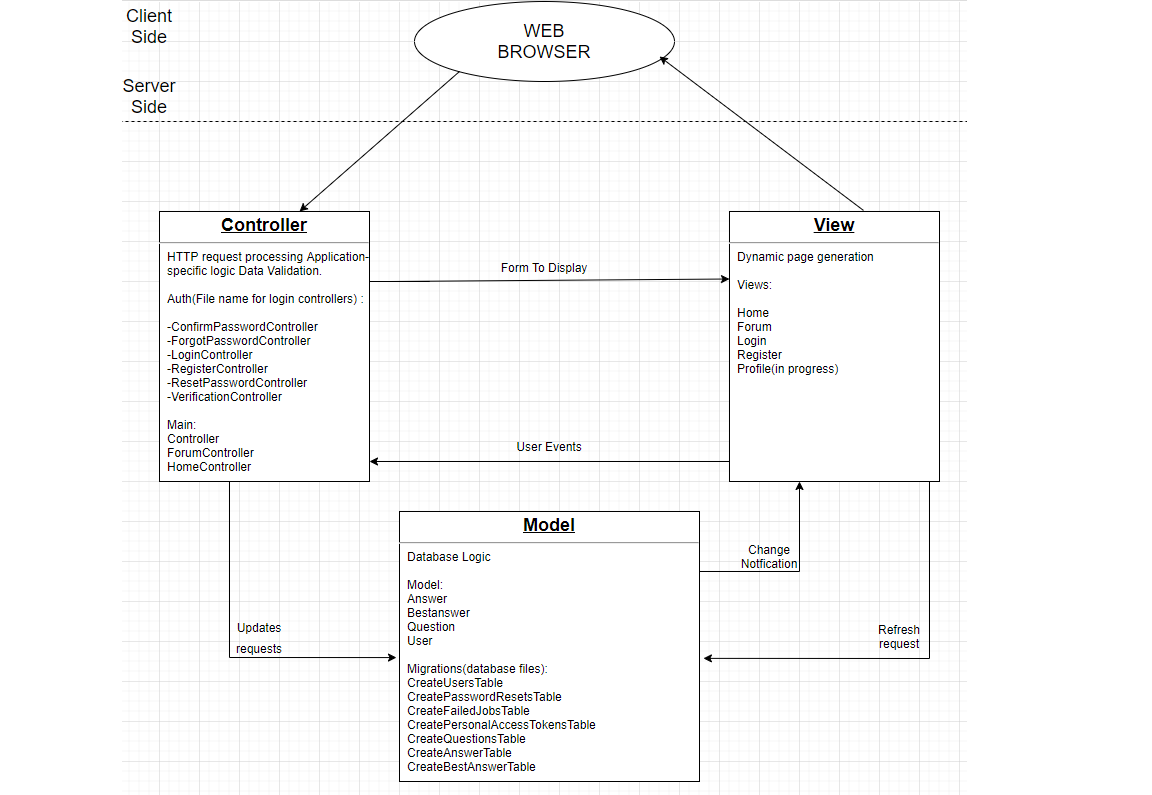 Client
Side
WEB
BROWSER
Server
Side
Controller
HTTP request processing Application-
specific logic Data Validation.
Auth(File name for login controllers) :
-ConfirmPasswordController
-ForgotPasswordController
-LoginController
-RegisterController
-ResetPasswordController
-VerificationController
Main:
Controller
ForumController
HomeController
Form To Display
User Events
View
Dynamic page generation
Views:
Home
Forum
Login
Register
Profile(in progress)
Model
Database Logic
Model:
Answer
Bestanswer
Question
User
Migrations(database files):
CreateUsersTable
CreatePasswordResetsTable
CreateFailedJobsTable
CreatePersonalAccessTokensTable
CreateQuestionsTable
CreateAnswerTable
CreateBestAnswerTable
Change
Notfication
Updates
requests
Refresh
request